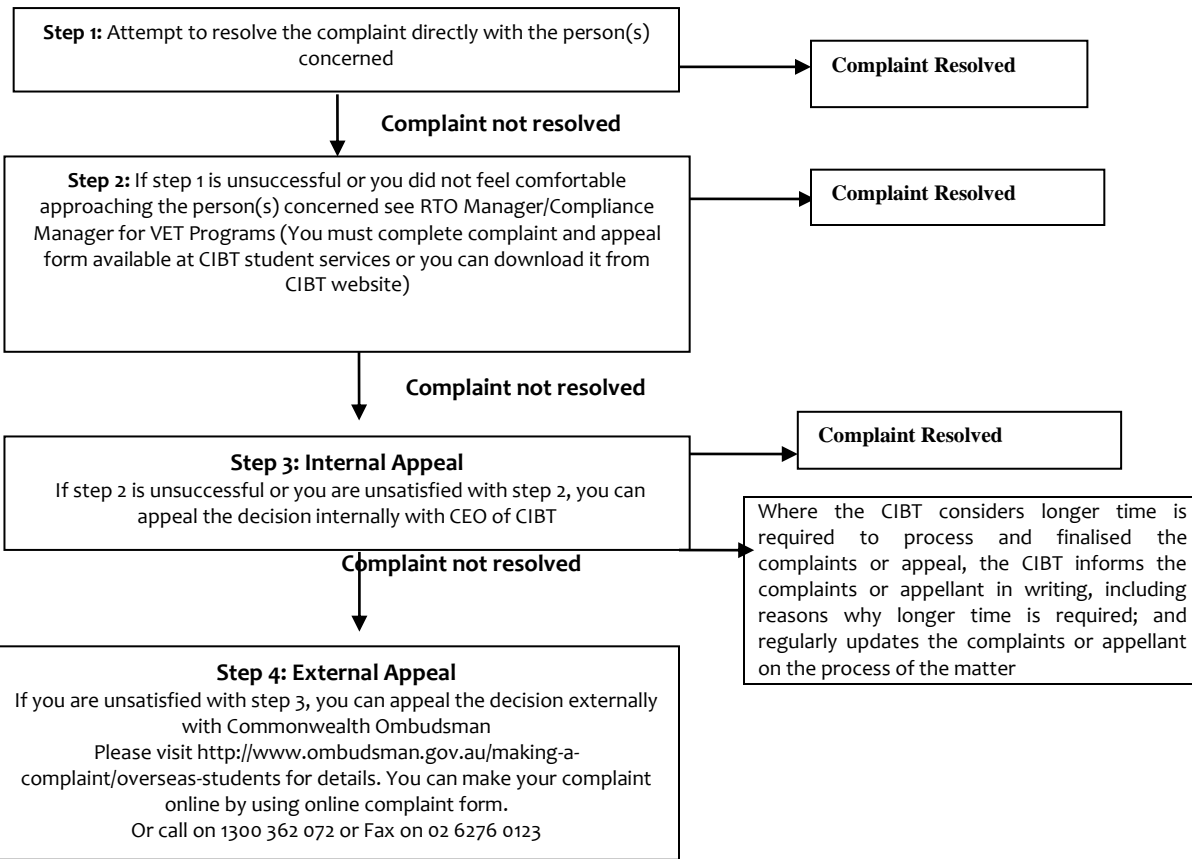 Step 1: Attempt to resolve the complaint directly with the person(s)
concerned
Complaint Resolved
Complaint not resolved
Step 2: If step 1 is unsuccessful or you did not feel comfortable
approaching the person(s) concerned see RTO Manager/Compliance
Manager for VET Programs (You must complete complaint and appeal
form available at CIBT student services or you can download it from
CIBT website)
Complaint Resolved
Complaint not resolved
Step 3: Internal Appeal
If step 2 is unsuccessful or you are unsatisfied with step 2, you can
appeal the decision internally with CEO of CIBT
Complaint Resolved
Where the CIBT considers longer time is
required to process and finalised the
complaints or appeal, the CIBT informs the
complaints or appellant in writing, including
reasons why longer time is required; and
regularly updates the complaints or appellant
on the process of the matter
Complaint not resolved
Step 4: External Appeal
If you are unsatisfied with step 3, you can appeal the decision externally
with Commonwealth Ombudsman
Please visit http://www.ombudsman.gov.au/making-a-
complaint/overseas-students for details. You can make your complaint
online by using online complaint form.
Or call on 1300 362 072 or Fax on 02 6276 0123